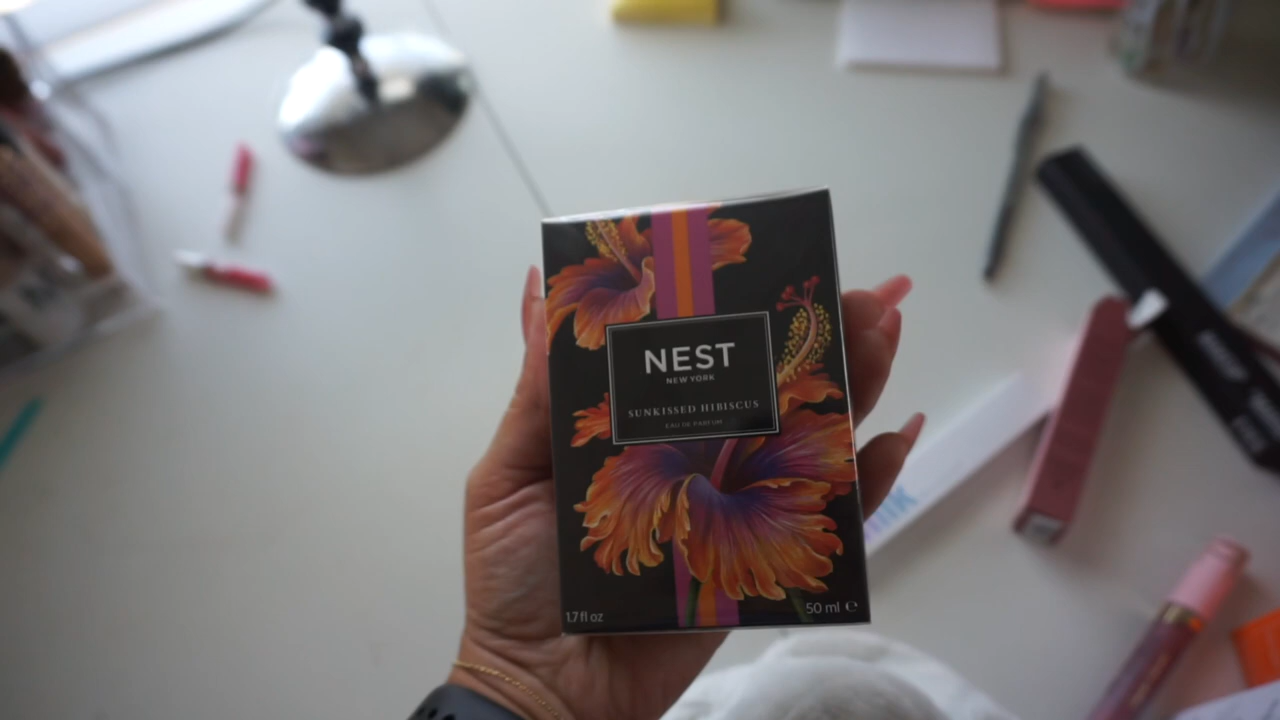 NEST
NEW YORK
SUNKISSED HIBISCUS
EAU DE PARFUM
1.7 fl oz
50 ml ℮